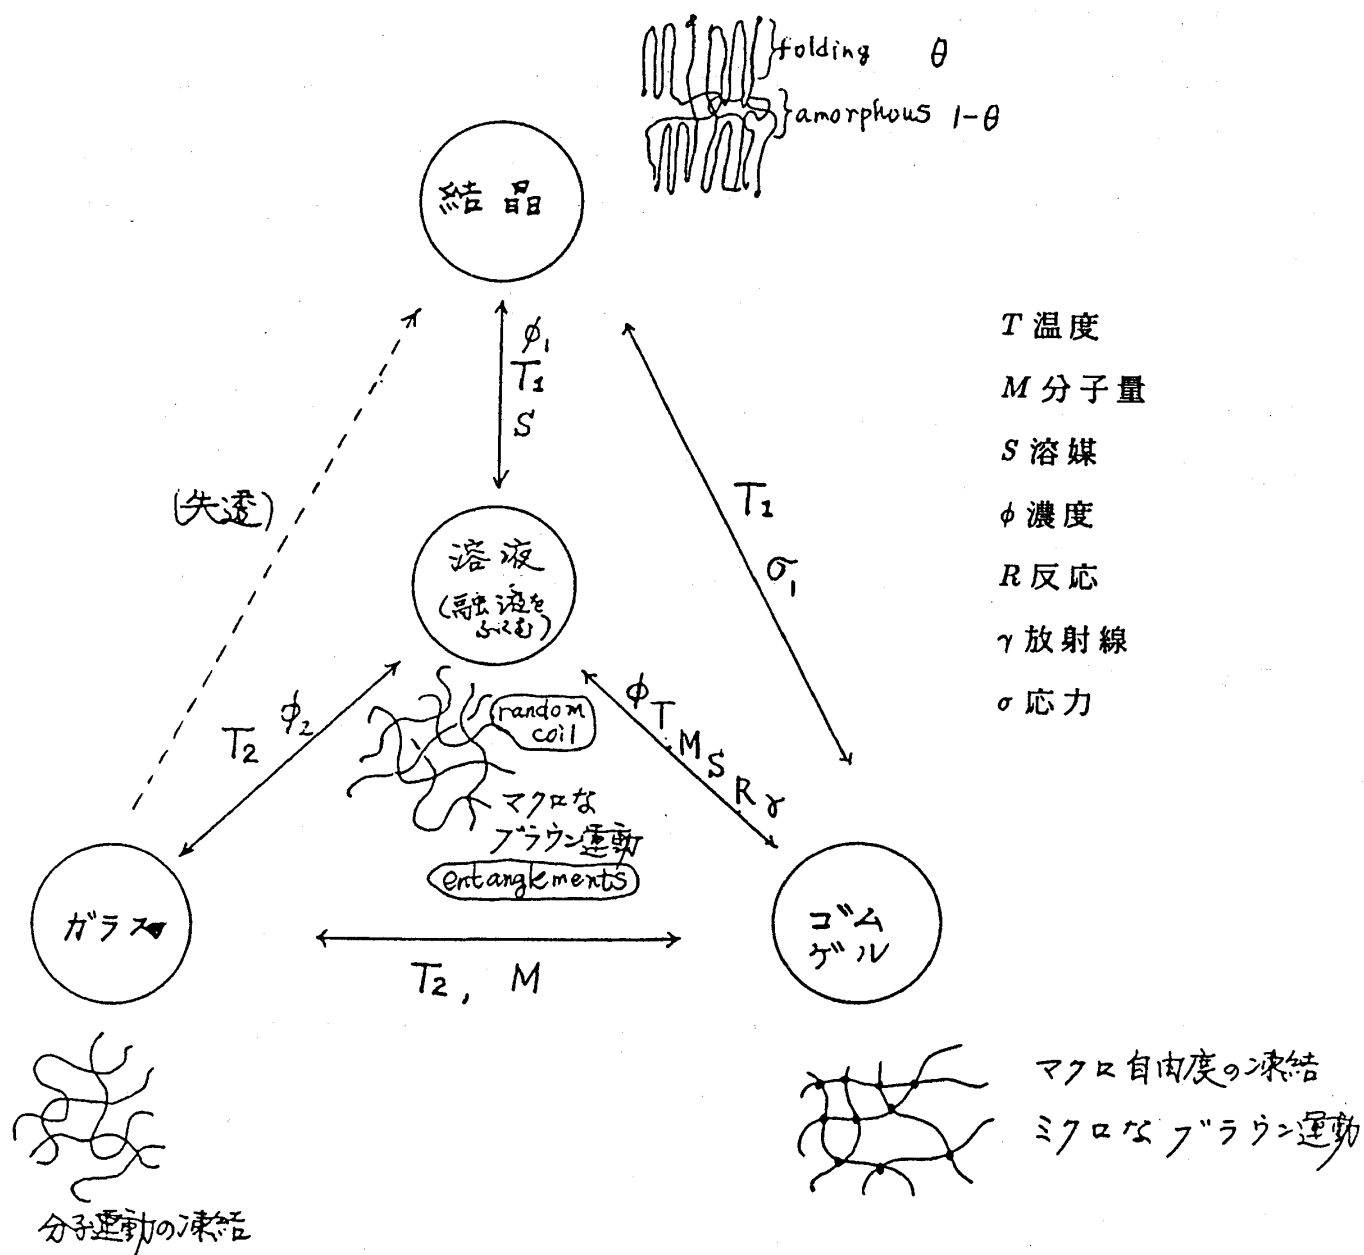 folding θ
amorphous 1-θ
結晶
φ₁
T₁
S
T 温度
M 分子量
S 溶媒
φ 濃度
R 反応
γ 放射線
σ 応力
(失透)
T₁
σ₁
溶液
(融液を
ふくむ)
T₂ φ₂
random
coil
φ T M S R γ
マクロな
ブラウン運動
entanglements
ガラス
ゴム
ゲル
T₂, M
マクロ自由度の凍結
ミクロなブラウン運動
分子運動の凍結